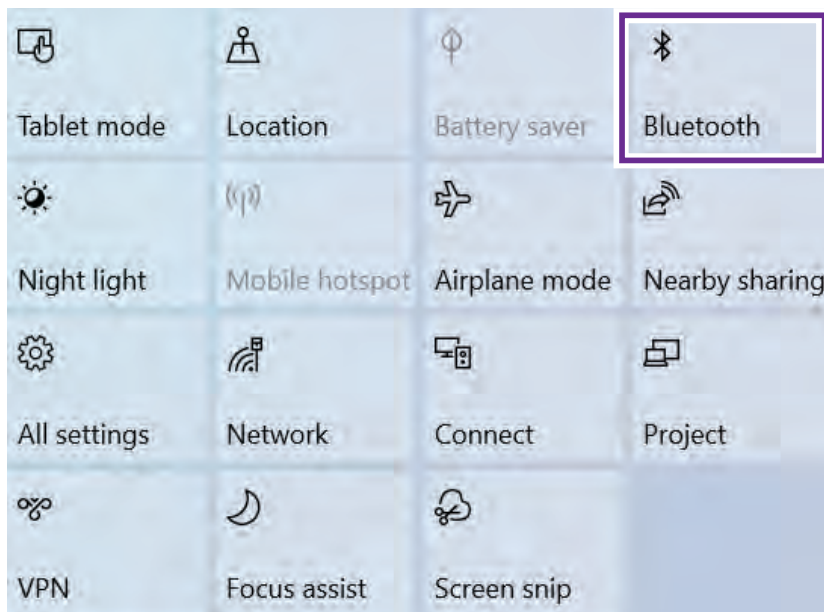 Tablet mode Location Battery saver Bluetooth
Night light Mobile hotspot Airplane mode Nearby sharing
All settings Network Connect Project
VPN Focus assist Screen snip